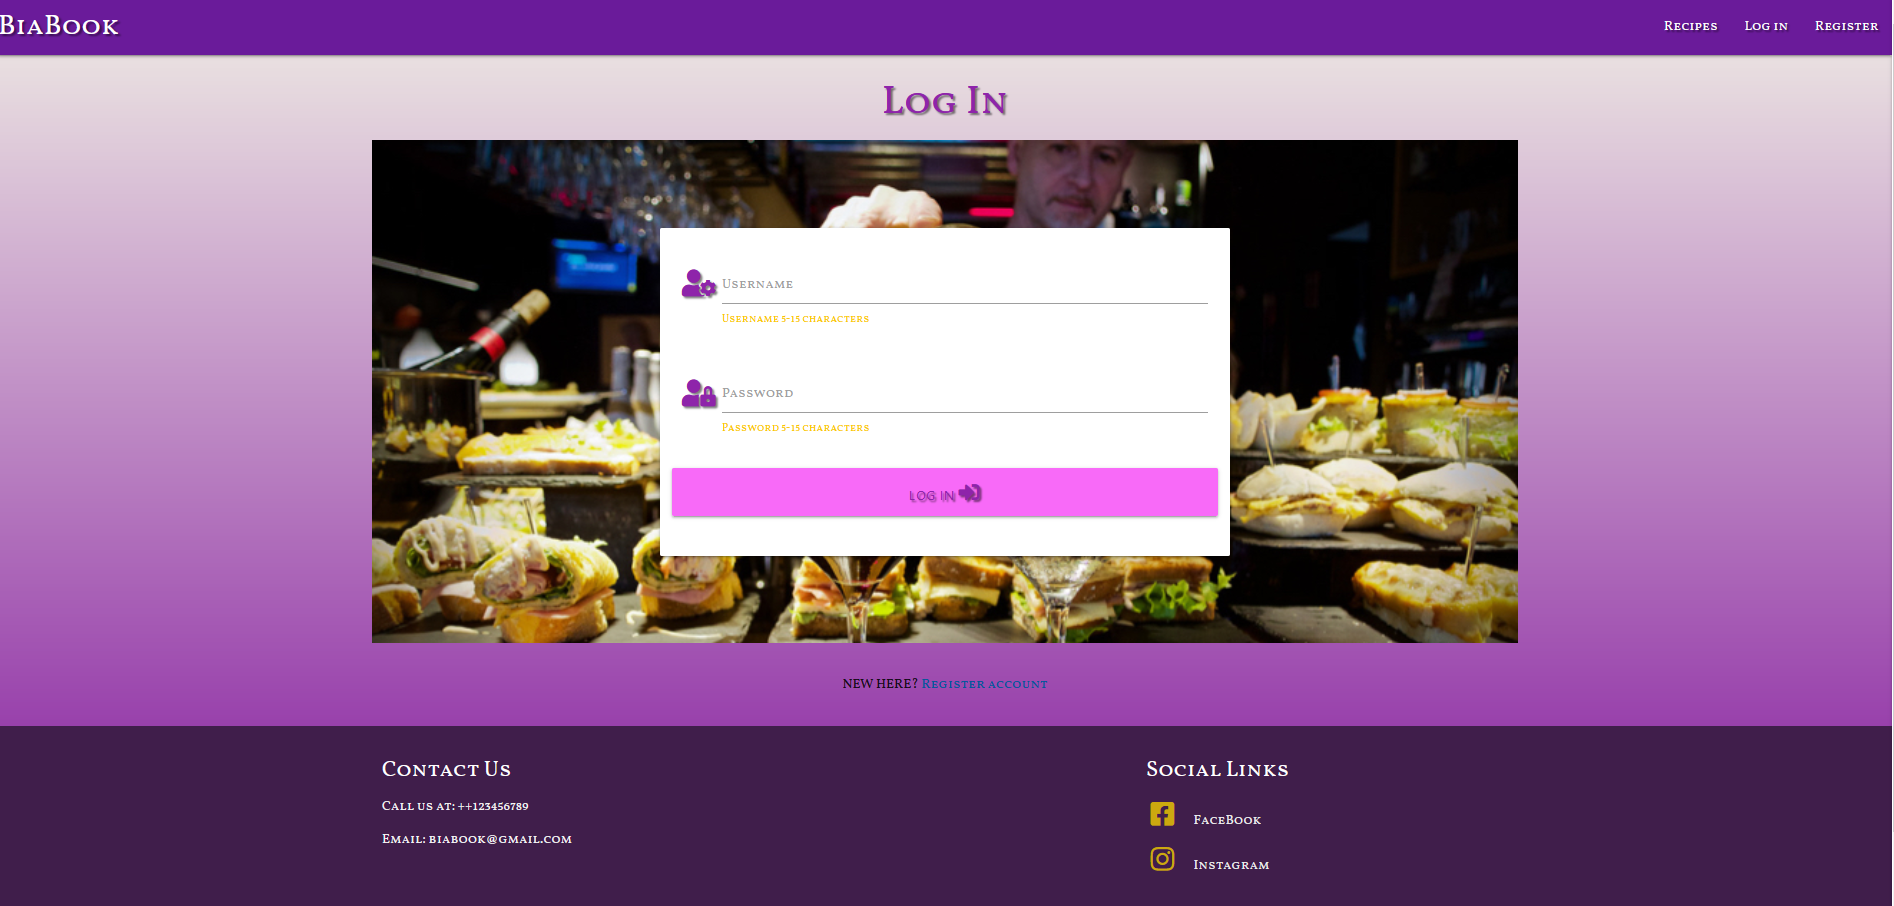 BiaBook
Recipes Log in Register
Log In
Username
Username 5-15 characters
Password
Password 5-15 characters
LOG IN
NEW HERE? Register account
Contact Us
Call us at: ++123456789
Email: biabook@gmail.com
Social Links
FaceBook
Instagram